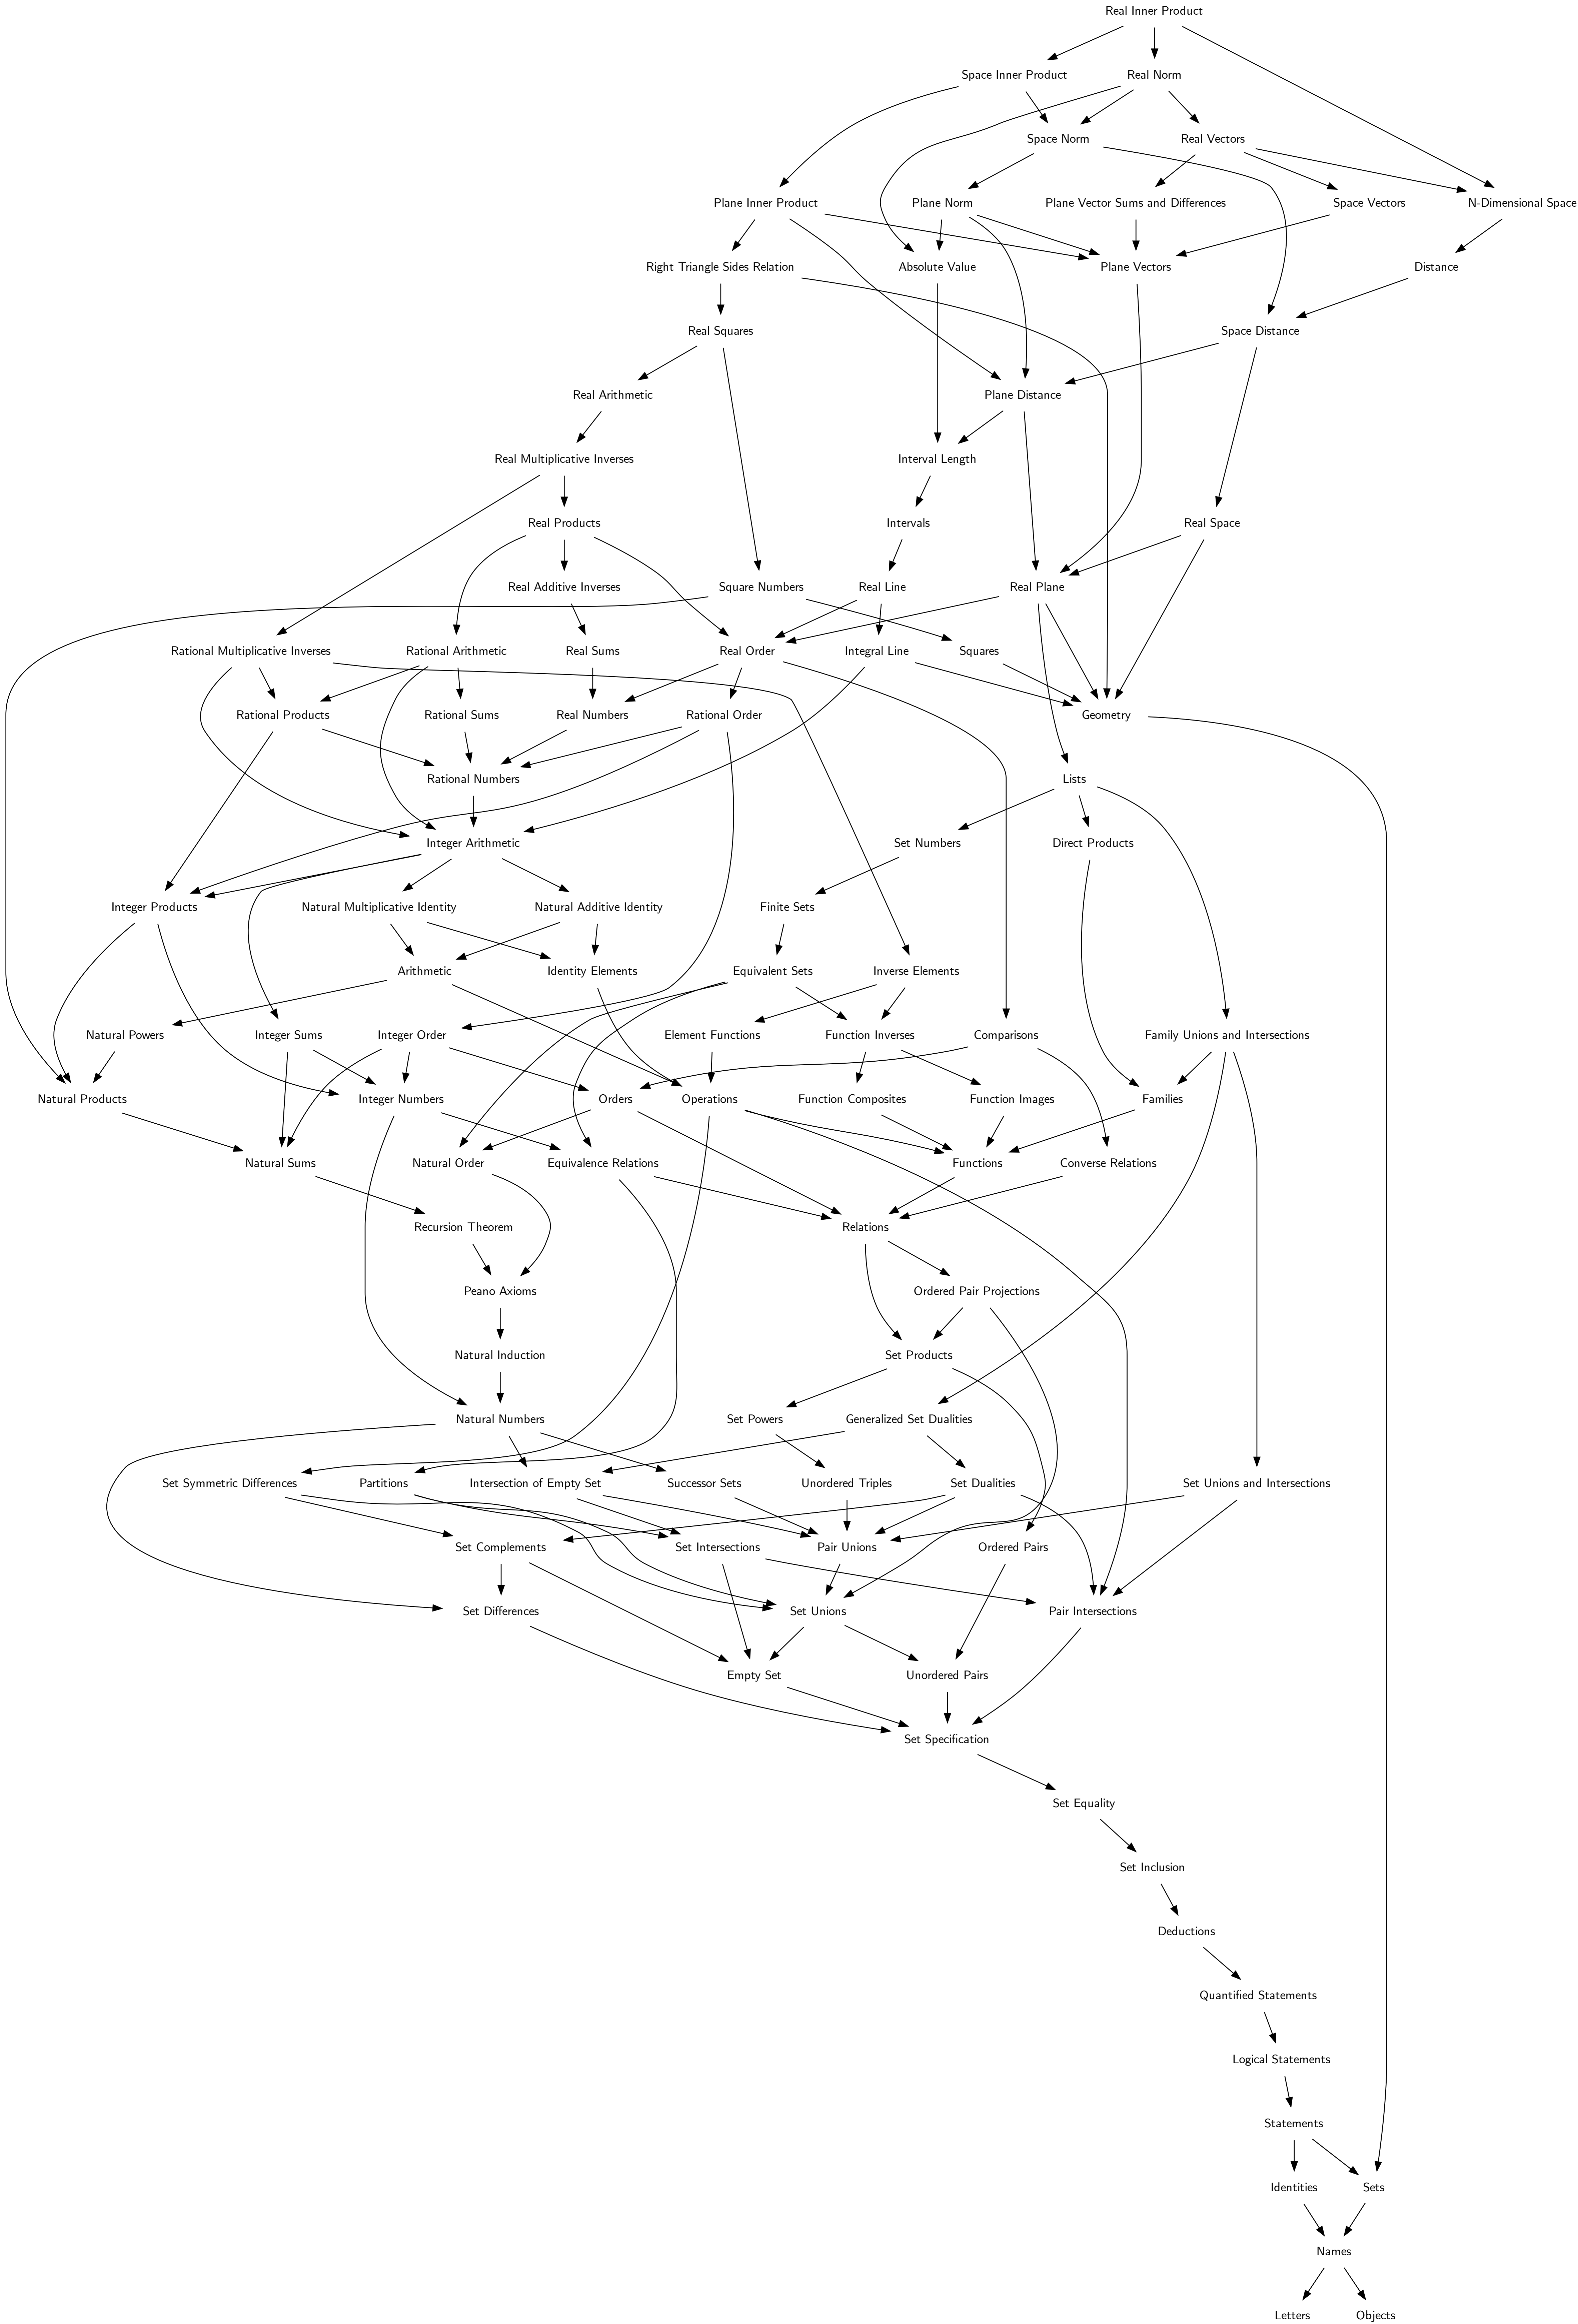 Real Inner Product
Space Inner Product
Real Norm
Space Norm
Real Vectors
Plane Inner Product
Plane Norm
Plane Vector Sums and Differences
Space Vectors
N-Dimensional Space
Right Triangle Sides Relation
Absolute Value
Plane Vectors
Distance
Real Squares
Space Distance
Real Arithmetic
Plane Distance
Real Multiplicative Inverses
Interval Length
Real Products
Intervals
Real Space
Real Additive Inverses
Square Numbers
Real Line
Real Plane
Rational Multiplicative Inverses
Rational Arithmetic
Real Sums
Real Order
Integral Line
Squares
Rational Products
Rational Sums
Real Numbers
Rational Order
Geometry
Rational Numbers
Lists
Integer Arithmetic
Set Numbers
Direct Products
Integer Products
Natural Multiplicative Identity
Natural Additive Identity
Finite Sets
Arithmetic
Identity Elements
Equivalent Sets
Inverse Elements
Natural Powers
Integer Sums
Integer Order
Element Functions
Function Inverses
Comparisons
Family Unions and Intersections
Natural Products
Integer Numbers
Orders
Operations
Function Composites
Function Images
Families
Natural Sums
Natural Order
Equivalence Relations
Functions
Converse Relations
Recursion Theorem
Relations
Peano Axioms
Ordered Pair Projections
Natural Induction
Set Products
Natural Numbers
Set Powers
Generalized Set Dualities
Set Symmetric Differences
Partitions
Intersection of Empty Set
Successor Sets
Unordered Triples
Set Dualities
Set Unions and Intersections
Set Complements
Set Intersections
Pair Unions
Ordered Pairs
Set Differences
Set Unions
Pair Intersections
Empty Set
Unordered Pairs
Set Specification
Set Equality
Set Inclusion
Deductions
Quantified Statements
Logical Statements
Statements
Identities
Sets
Names
Letters
Objects